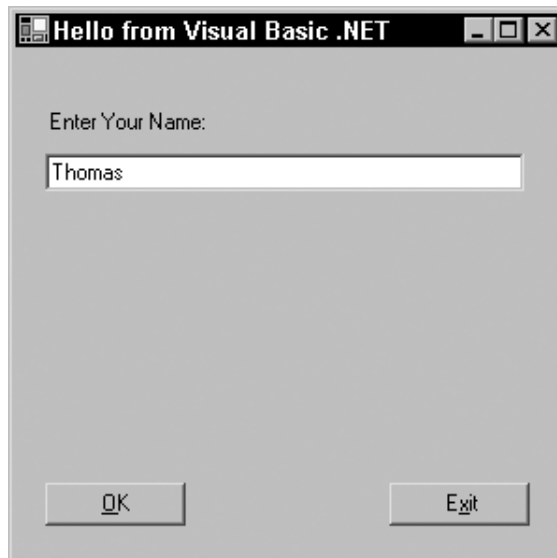 Hello from Visual Basic .NET
Enter Your Name:
Thomas
OK
Exit